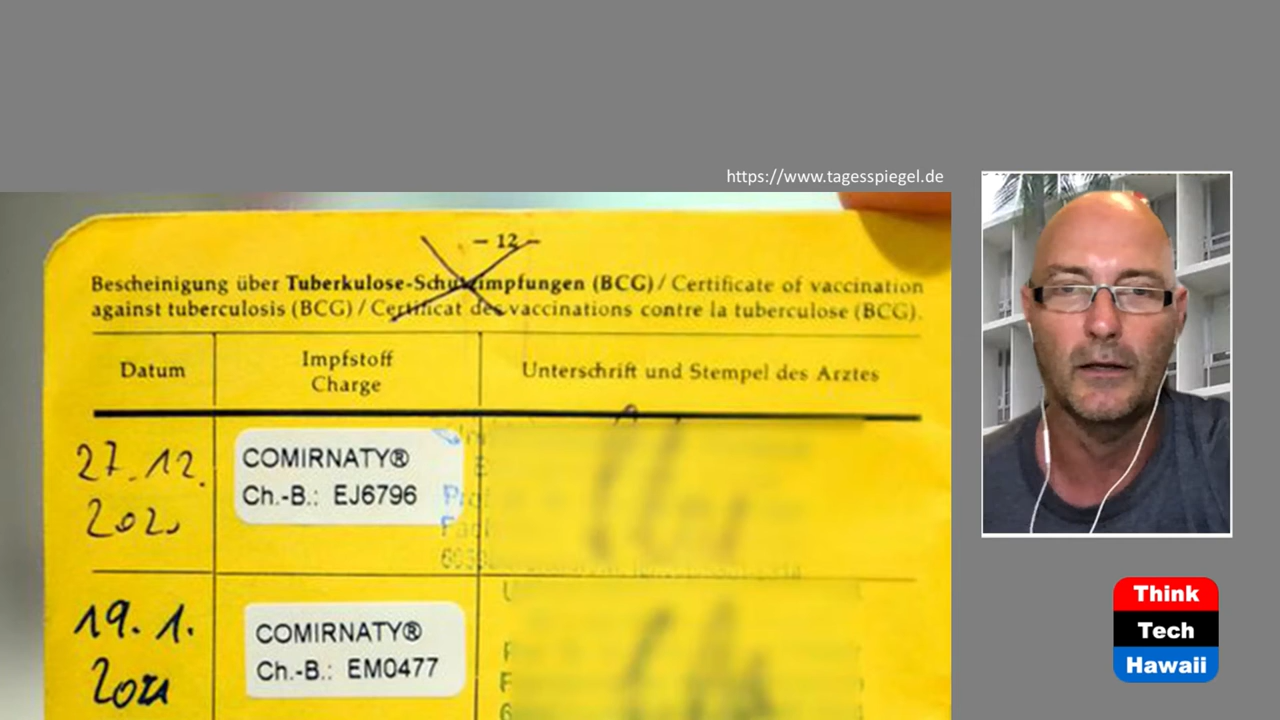 https://www.tagesspiegel.de
– 12 –
Bescheinigung über Tuberkulose-Schutzimpfungen (BCG) / Certificate of vaccination
against tuberculosis (BCG) / Certificat des vaccinations contre la tuberculose (BCG).
Datum
Impfstoff
Charge
Unterschrift und Stempel des Arztes
27.12.
2020
COMIRNATY®
Ch.-B.: EJ6796
19.1.
2021
COMIRNATY®
Ch.-B.: EM0477
Think
Tech
Hawaii